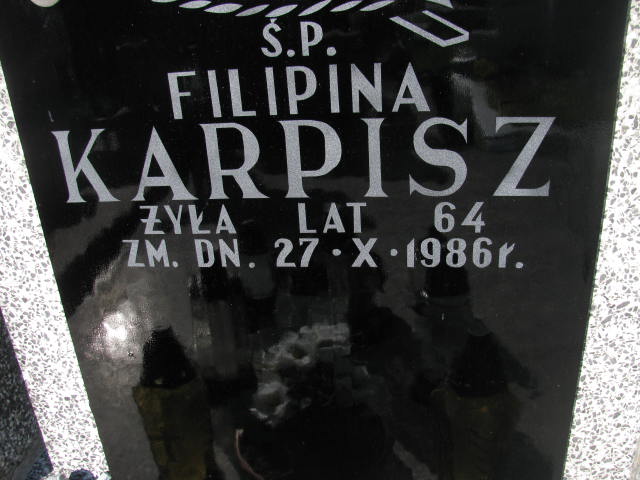 Ś.P.
FILIPINA
KARPISZ
ŻYŁA LAT 64
ZM. DN. 27·X·1986r.